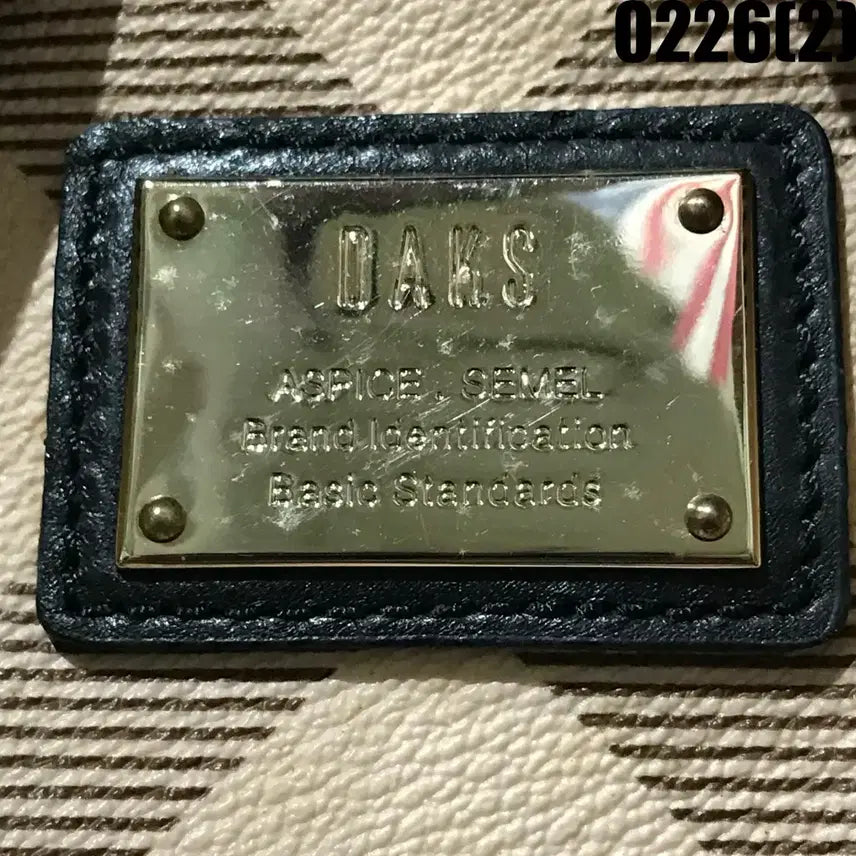 0226(2)
DAKS
ASPICE . SEMEL
Brand Identification
Basic Standards